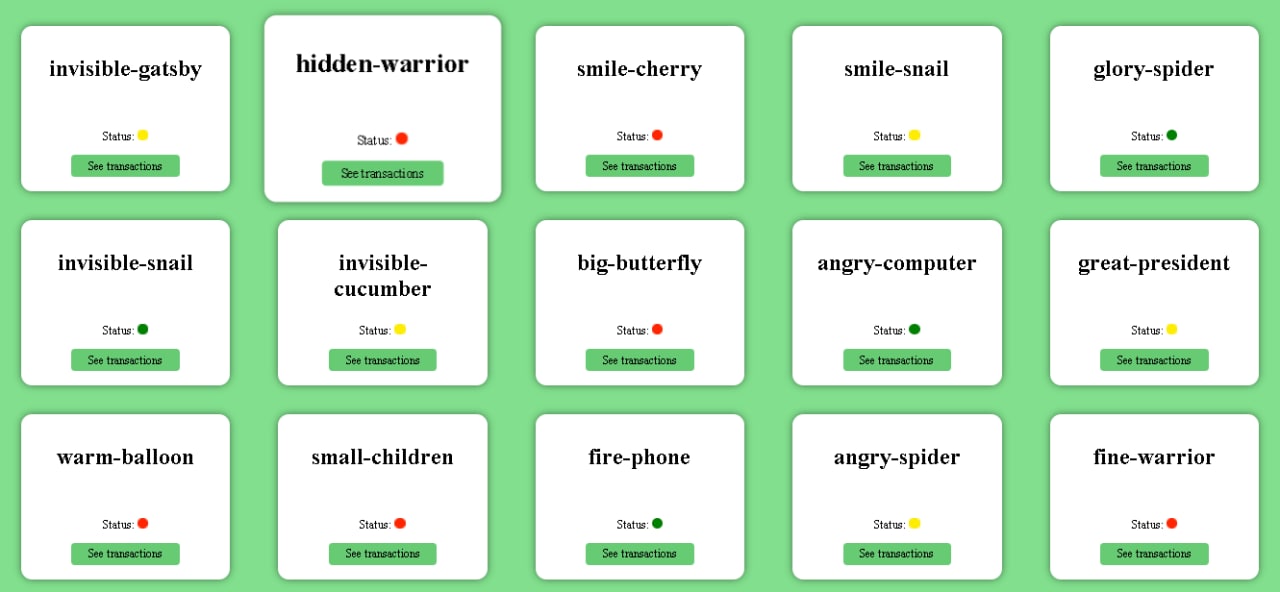 invisible-gatsby
Status:
See transactions
hidden-warrior
Status:
See transactions
smile-cherry
Status:
See transactions
smile-snail
Status:
See transactions
glory-spider
Status:
See transactions
invisible-snail
Status:
See transactions
invisible-
cucumber
Status:
See transactions
big-butterfly
Status:
See transactions
angry-computer
Status:
See transactions
great-president
Status:
See transactions
warm-balloon
Status:
See transactions
small-children
Status:
See transactions
fire-phone
Status:
See transactions
angry-spider
Status:
See transactions
fine-warrior
Status:
See transactions